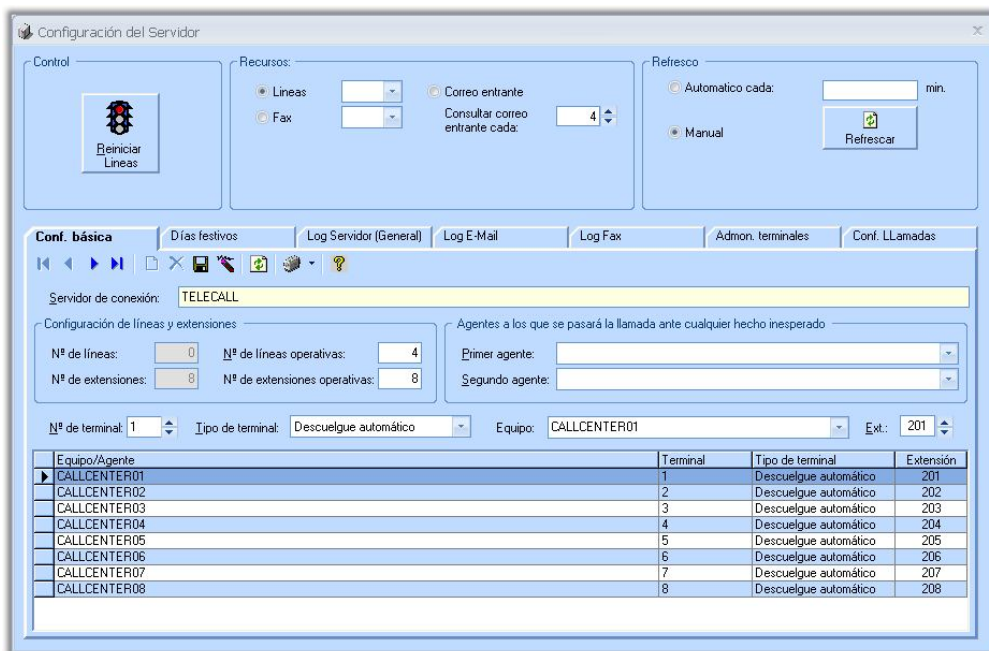 Configuración del Servidor
Control
Reiniciar
Lineas
Recursos:
Lineas
Correo entrante
Fax
Consultar correo
entrante cada:
4
Refresco
Automatico cada:
min.
Manual
Refrescar
Conf. básica
Días festivos
Log Servidor (General)
Log E-Mail
Log Fax
Admon. terminales
Conf. LLamadas
Servidor de conexión:
TELECALL
Configuración de líneas y extensiones
Nº de líneas:
0
Nº de líneas operativas:
4
Nº de extensiones:
8
Nº de extensiones operativas:
8
Agentes a los que se pasará la llamada ante cualquier hecho inesperado
Primer agente:
Segundo agente:
Nº de terminal:
1
Tipo de terminal:
Descuelgue automático
Equipo:
CALLCENTER01
Ext.:
201
Equipo/Agente Terminal Tipo de terminal Extensión
CALLCENTER01 1 Descuelgue automático 201
CALLCENTER02 2 Descuelgue automático 202
CALLCENTER03 3 Descuelgue automático 203
CALLCENTER04 4 Descuelgue automático 204
CALLCENTER05 5 Descuelgue automático 205
CALLCENTER06 6 Descuelgue automático 206
CALLCENTER07 7 Descuelgue automático 207
CALLCENTER08 8 Descuelgue automático 208